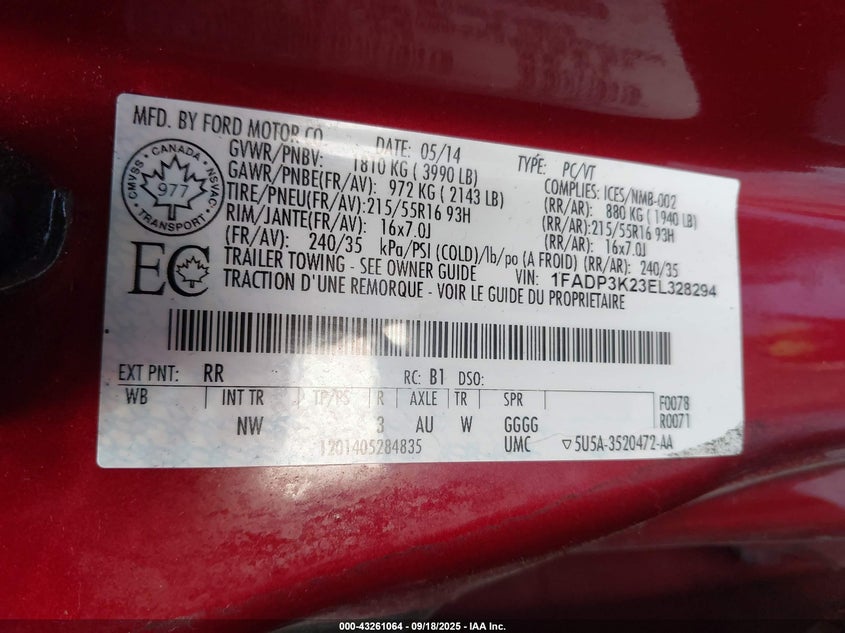 MFD. BY FORD MOTOR CO.
DATE: 05/14 TYPE: PC/VT
GVWR/PNBV: 1810 KG ( 3990 LB) COMPLIES: ICES/NMB-002
GAWR/PNBE(FR/AV): 972 KG ( 2143 LB) (RR/AR): 880 KG ( 1940 LB)
TIRE/PNEU(FR/AV): 215/55R16 93H (RR/AR): 215/55R16 93H
RIM/JANTE(FR/AV): 16x7.0J (RR/AR): 16x7.0J
(FR/AV): 240/35 kPa/PSI (COLD)/lb/po (A FROID) (RR/AR): 240/35
TRAILER TOWING - SEE OWNER GUIDE VIN: 1FADP3K23EL328294
TRACTION D'UNE REMORQUE - VOIR LE GUIDE DU PROPRIETAIRE
CMVSS · CANADA · NSVAC
977
TRANSPORT
EC
EXT PNT: RR RC: B1 DSO:
WB INT TR TP/PS R AXLE TR SPR F0078
NW 3 AU W GGGG R0071
1201405284835 UMC ▽5U5A-3520472-AA
000-43261064 - 09/18/2025 - IAA Inc.